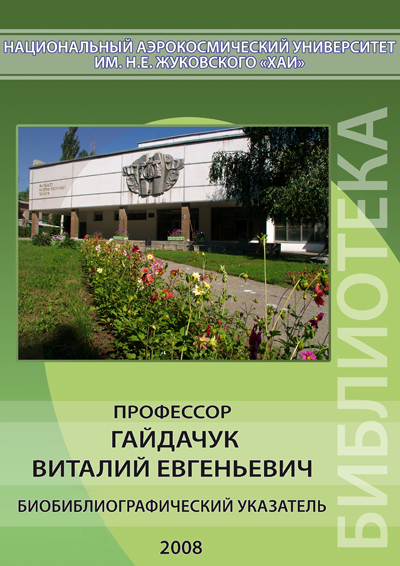 НАЦИОНАЛЬНЫЙ АЭРОКОСМИЧЕСКИЙ УНИВЕРСИТЕТ
ИМ. Н.Е. ЖУКОВСКОГО «ХАИ»
БИБЛИОТЕКА
ПРОФЕССОР
ГАЙДАЧУК
ВИТАЛИЙ ЕВГЕНЬЕВИЧ
БИОБИБЛИОГРАФИЧЕСКИЙ УКАЗАТЕЛЬ
2008